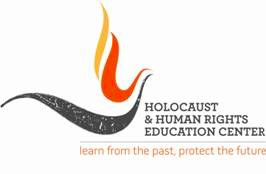 HOLOCAUST
& HUMAN RIGHTS
EDUCATION CENTER
learn from the past, protect the future